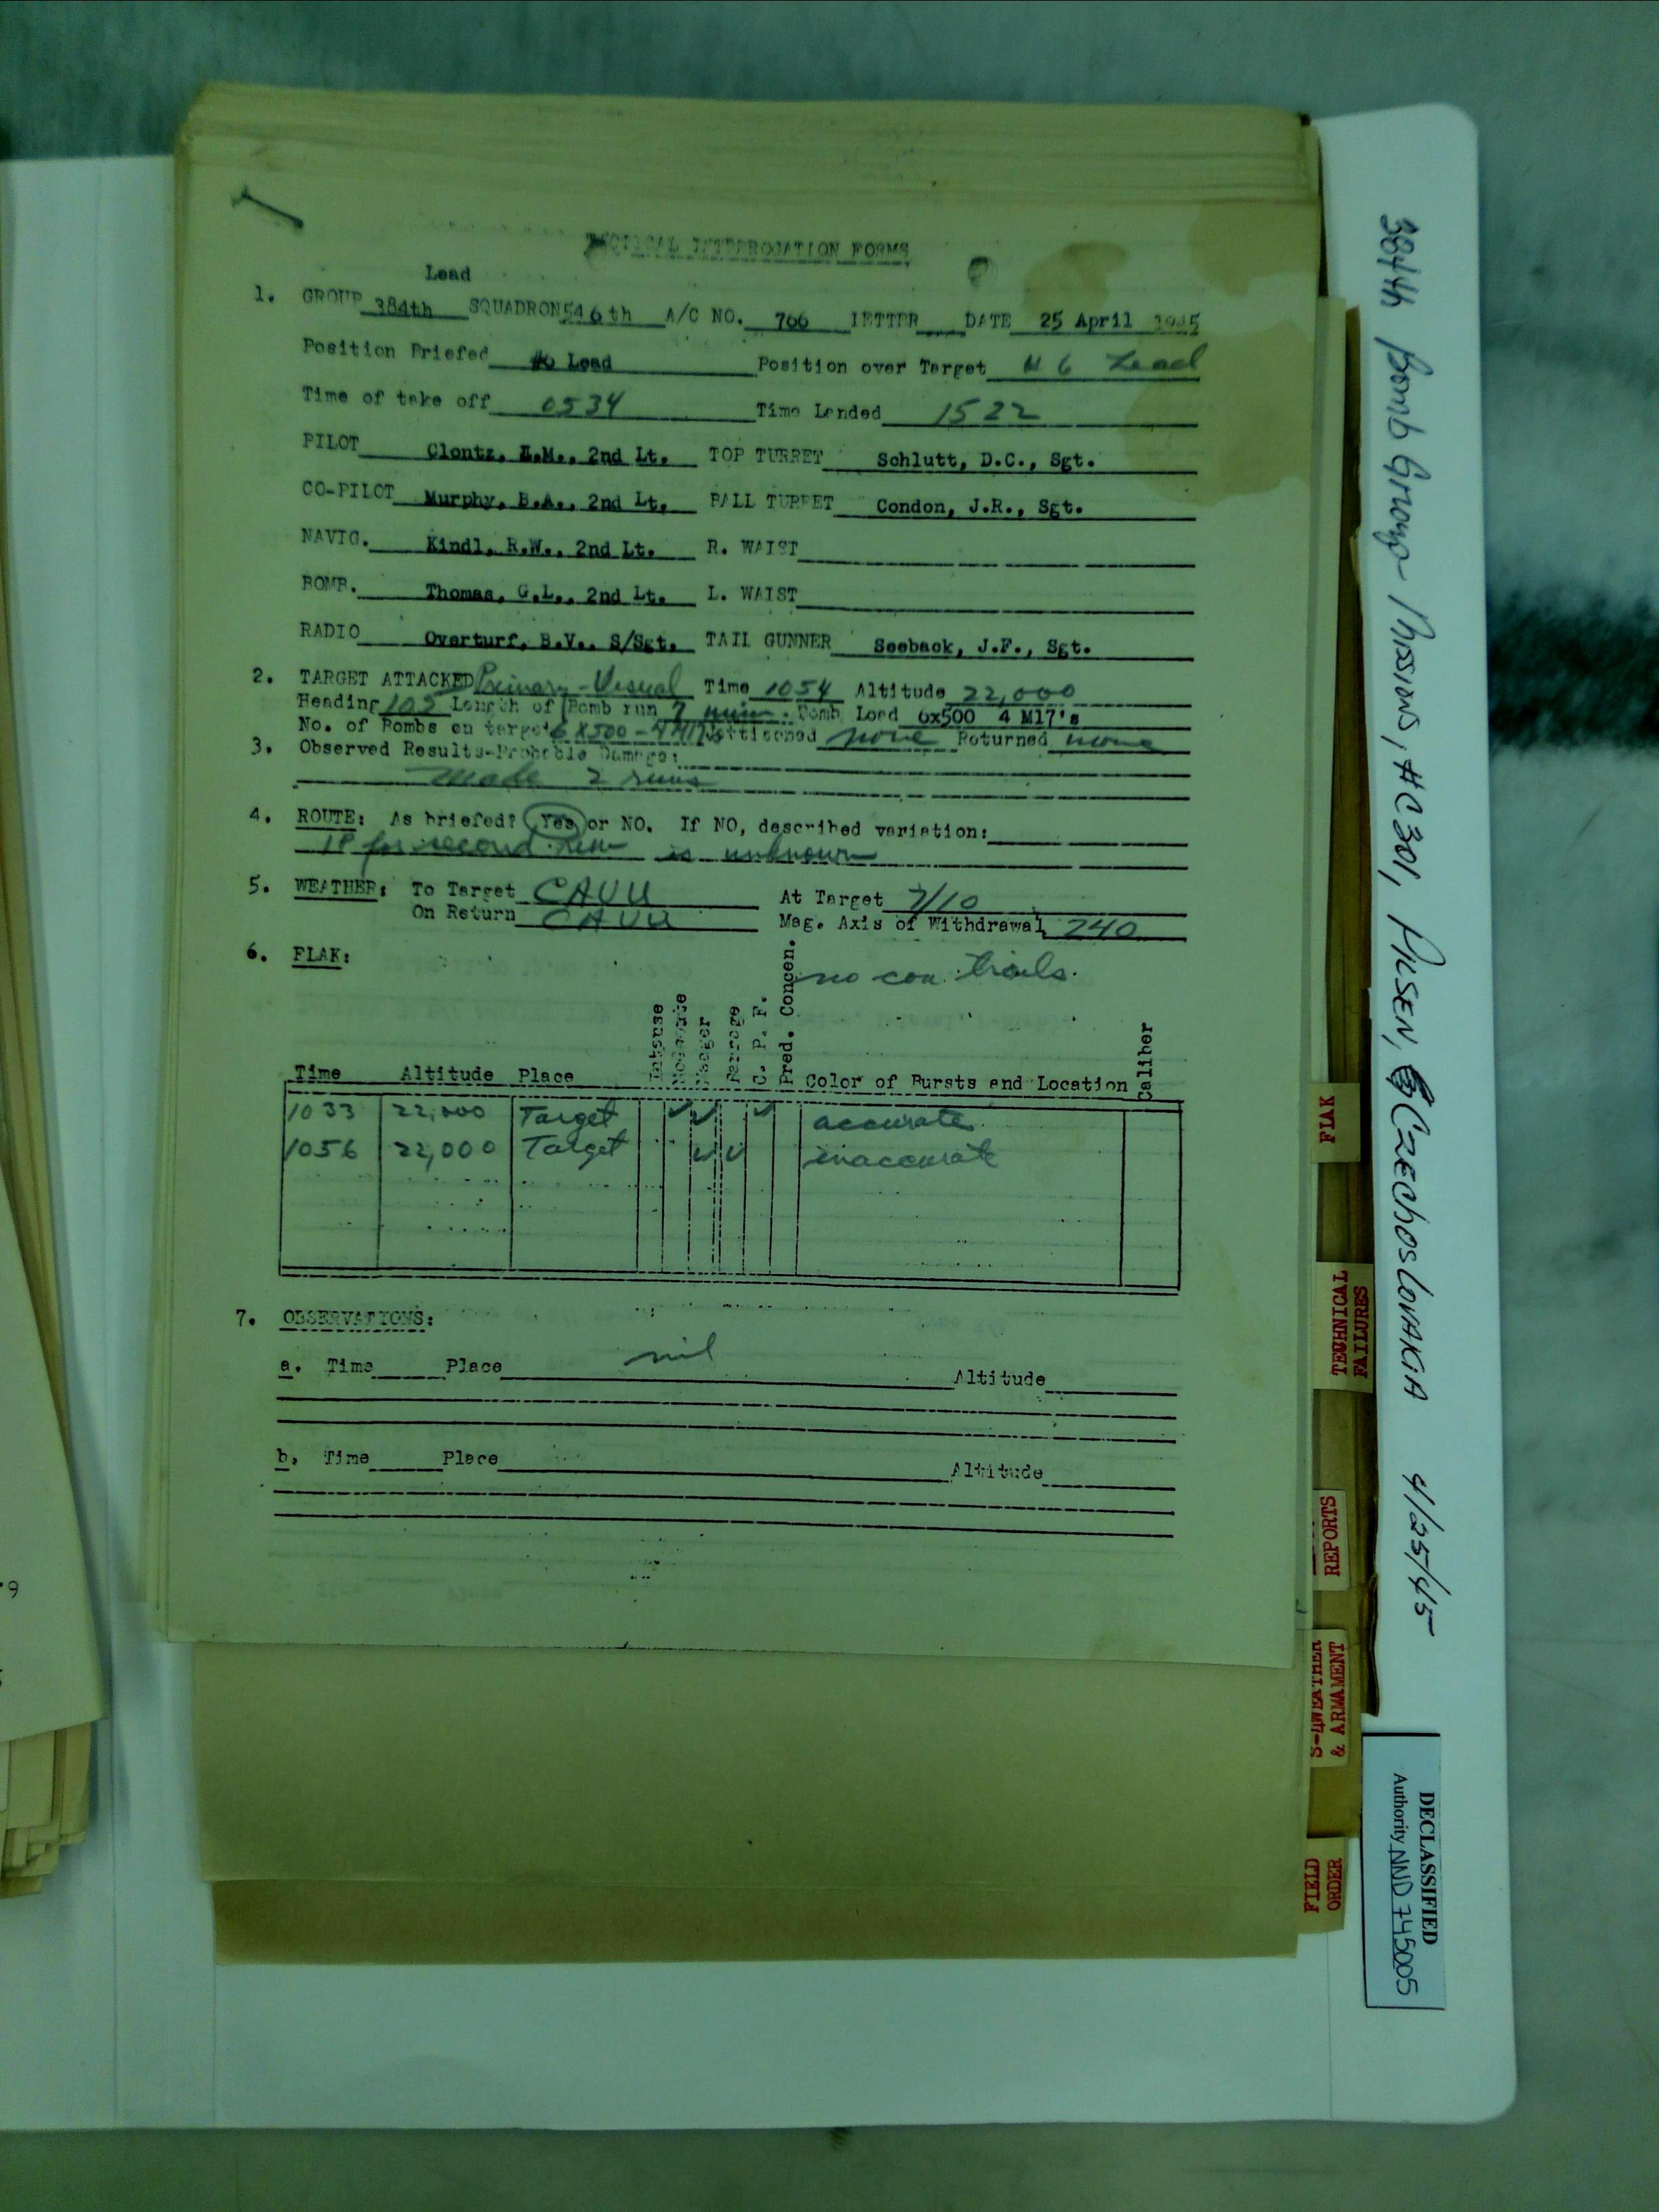 TACTICAL INTERROGATION FORMS
Lead
1. GROUP 384th SQUADRON 546th A/C NO. 766 LETTER DATE 25 April 1945
Position Briefed #6 Lead Position over Target # 6 Lead
Time of take off 0534 Time Landed 1522
PILOT Clontz, E.M., 2nd Lt. TOP TURRET Schlutt, D.C., Sgt.
CO-PILOT Murphy, B.A., 2nd Lt. BALL TURRET Condon, J.R., Sgt.
NAVIG. Kindl, R.W., 2nd Lt. R. WAIST
BOMB. Thomas, G.L., 2nd Lt. L. WAIST
RADIO Overturf, B.V., S/Sgt. TAIL GUNNER Seeback, J.F., Sgt.
2. TARGET ATTACKED Primary - Visual Time 1054 Altitude 22,000
Heading 105 Length of Bomb run 7 min. Bomb Load 6x500 4 M17's
No. of Bombs on target 6 X500 - 4 M17's Jettisoned none Returned none
3. Observed Results-Probable Damage:
made 2 runs
4. ROUTE: As briefed? Yes or NO. If NO, described variation:
IP for second run is unknown
5. WEATHER: To Target CAVU At Target 7/10
On Return CAVU Mag. Axis of Withdrawal 240
6. FLAK: no con trails.
Time Altitude Place Intense Moderate Meager Barrage C. P. F. Pred. Concen. Color of Bursts and Location Caliber
1033 22,000 Target ✓ ✓ ✓ accurate
1056 22,000 Target ✓ ✓ inaccurate
7. OBSERVATIONS:
a. Time Place nil Altitude
b. Time Place Altitude
384th Bomb Group Missions, #C301, PILSEN, CZECHOSLOVAKIA 4/25/45
FLAK
TECHNICAL
FAILURES
REPORTS
S-4WEATHER
& ARMAMENT
FIELD
ORDER
DECLASSIFIED
Authority NND 745005